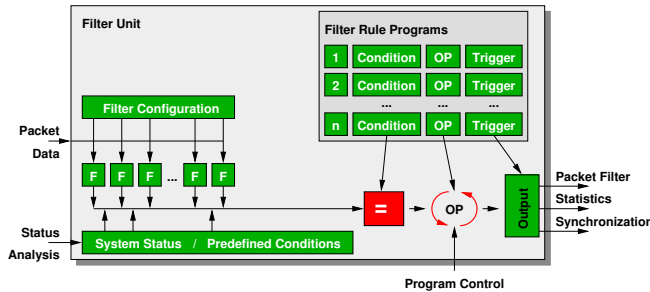 Filter Unit
Filter Rule Programs
1 Condition OP Trigger
2 Condition OP Trigger
... ... ...
n Condition OP Trigger
Filter Configuration
Packet
Data
F F F ... F F
= OP Output
Packet Filter
Statistics
Synchronization
Status
Analysis
System Status / Predefined Conditions
Program Control